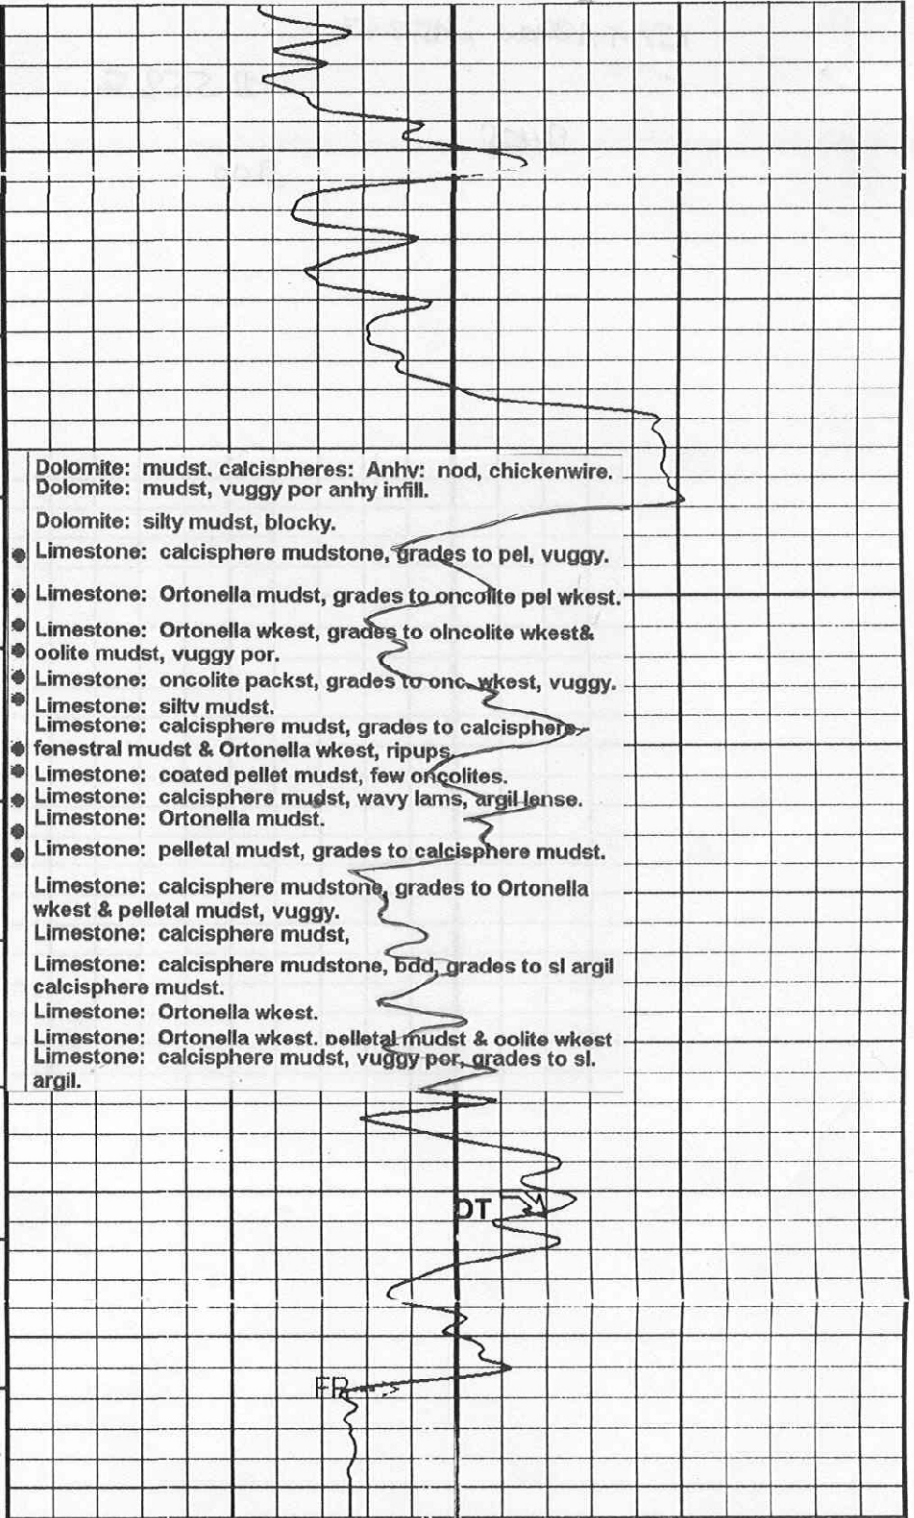 Dolomite: mudst. calcispheres: Anhv: nod, chickenwire.
Dolomite: mudst, vuggy por anhy infill.
Dolomite: silty mudst, blocky.
Limestone: calcisphere mudstone, grades to pel, vuggy.
Limestone: Ortonella mudst, grades to oncolite pel wkest.
Limestone: Ortonella wkest, grades to olncolite wkest&
oolite mudst, vuggy por.
Limestone: oncolite packst, grades to onc. wkest, vuggy.
Limestone: siltv mudst.
Limestone: calcisphere mudst, grades to calcisphere
fenestral mudst & Ortonella wkest, ripups.
Limestone: coated pellet mudst, few oncolites.
Limestone: calcisphere mudst, wavy lams, argil lense.
Limestone: Ortonella mudst.
Limestone: pelletal mudst, grades to calcisphere mudst.
Limestone: calcisphere mudstone, grades to Ortonella
wkest & pelletal mudst, vuggy.
Limestone: calcisphere mudst,
Limestone: calcisphere mudstone, bdd, grades to sl argil
calcisphere mudst.
Limestone: Ortonella wkest.
Limestone: Ortonella wkest. pelletal mudst & oolite wkest
Limestone: calcisphere mudst, vuggy por, grades to sl.
argil.
DT
FR